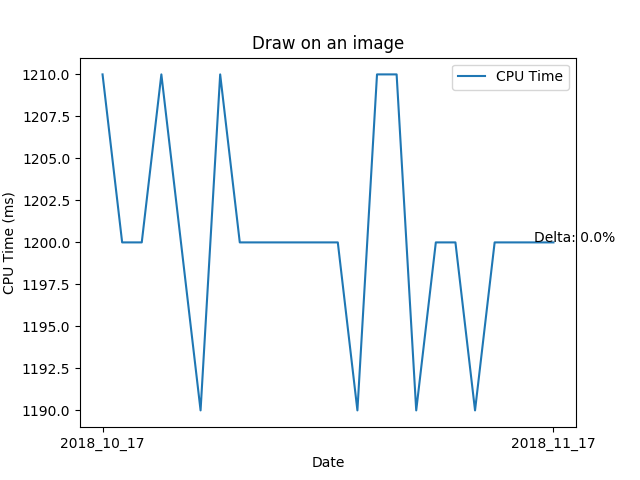 Draw on an image
CPU Time
1210.0
1207.5
1205.0
1202.5
1200.0
1197.5
1195.0
1192.5
1190.0
CPU Time (ms)
Delta: 0.0%
2018_10_17
2018_11_17
Date